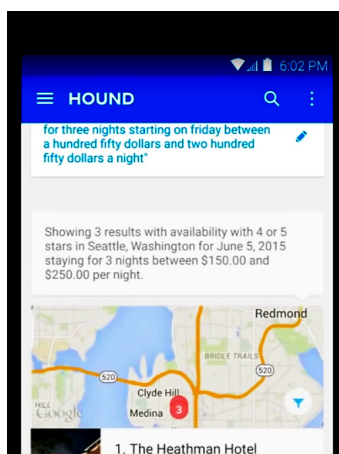 6:02 PM
HOUND
for three nights starting on friday between
a hundred fifty dollars and two hundred
fifty dollars a night"
Showing 3 results with availability with 4 or 5
stars in Seattle, Washington for June 5, 2015
staying for 3 nights between $150.00 and
$250.00 per night.
Redmond
BRIDLE TRAILS
520
520
Clyde Hill
HILL
Google
Medina
3
1. The Heathman Hotel